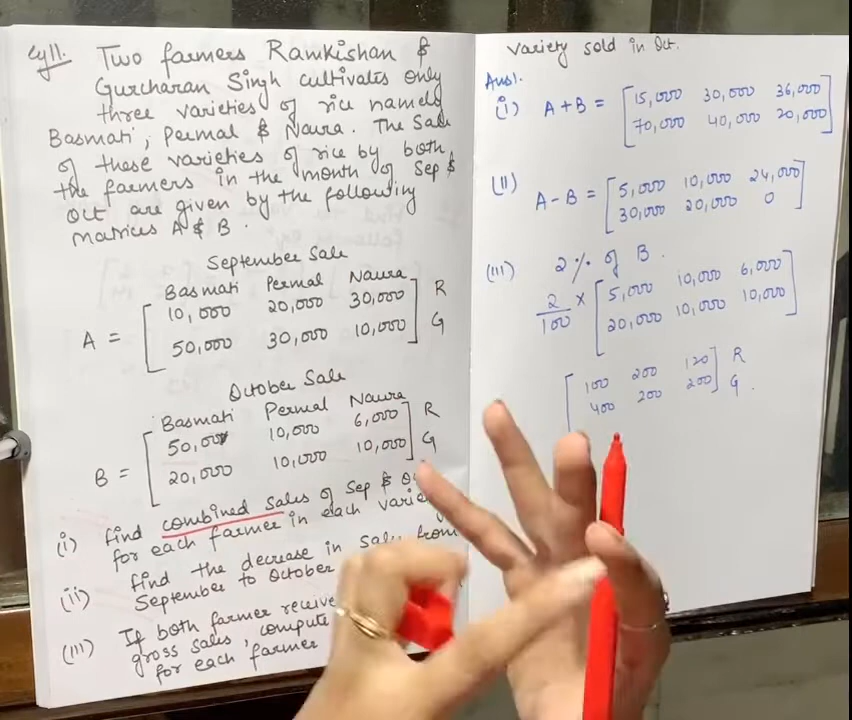 eg11. Two farmers Ramkishan &
Gurcharan Singh cultivates only
three varieties of rice namely
Basmati, Permal & Naura. The Sale
of these varieties of rice by both
the farmers in the month of Sep &
Oct are given by the following
matrices A & B.
September Sale
Basmati Permal Naura
A = [ 10,000 20,000 30,000 ] R
50,000 30,000 10,000 G
October Sale
Basmati Permal Naura
B = [ 50,000 10,000 6,000 ] R
20,000 10,000 10,000 G
(i) find combined sales of Sep &
for each farmer in each
(ii) find the decrease in sale from
September to October
(iii) If both farmer
gross sales, compute
for each farmer
variety sold in Oct.
Ans1.
(i) A + B = [ 15,000 30,000 36,000 ]
70,000 40,000 20,000
(ii) A - B = [ 5,000 10,000 24,000 ]
30,000 20,000 0
(iii) 2% of B.
2/100 × [ 5,000 10,000 6,000 ]
20,000 10,000 10,000
[ 100 200 120 ] R
400 200 200 G.